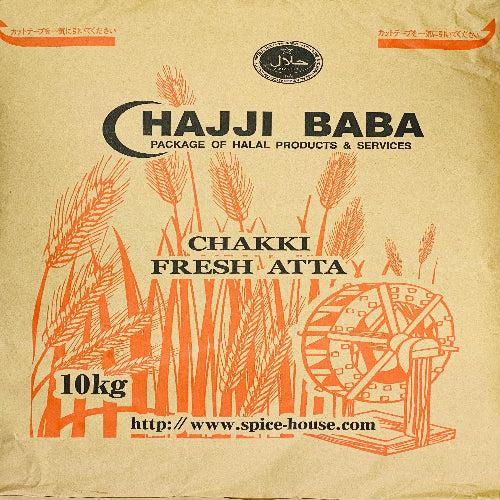 カットテープを一気に引いてください
カットテープを一気に引いてください
حلال
HAJJI BABA
PACKAGE OF HALAL PRODUCTS & SERVICES
CHAKKI
FRESH ATTA
10kg
http://www.spice-house.com